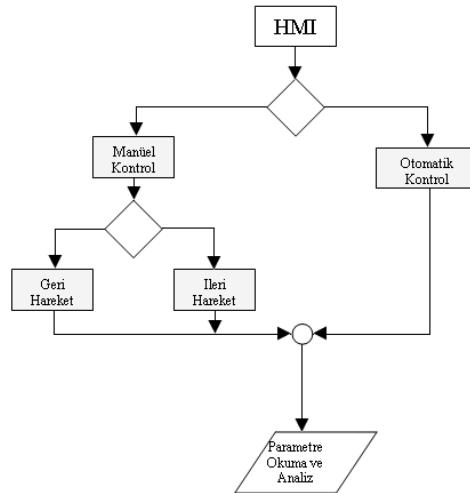 HMI
Manüel
Kontrol
Otomatik
Kontrol
Geri
Hareket
Ileri
Hareket
Parametre
Okuma ve
Analiz